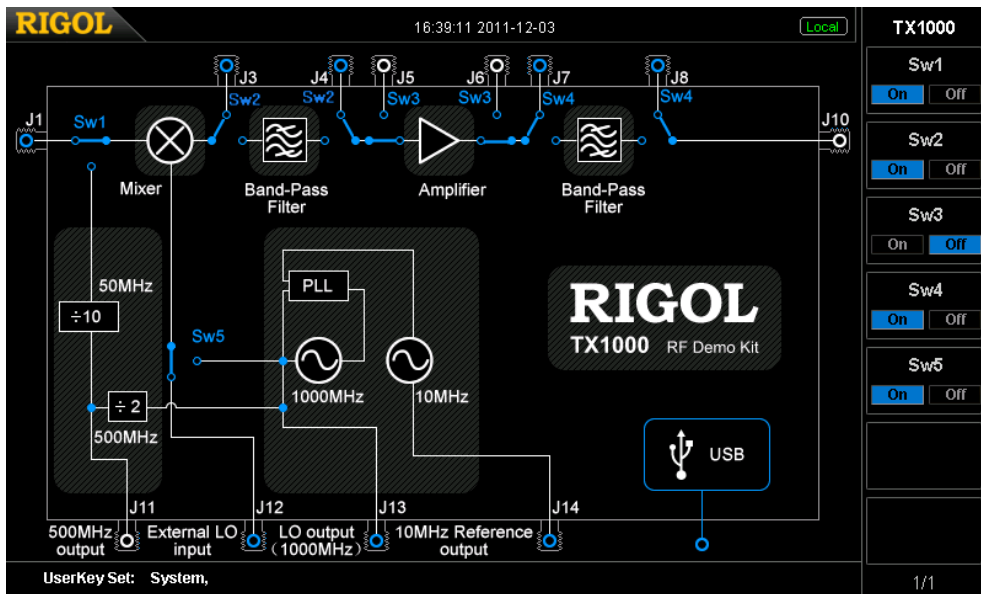 RIGOL
16:39:11 2011-12-03
Local
TX1000
Sw1
On Off
Sw2
On Off
Sw3
On Off
Sw4
On Off
Sw5
On Off
1/1
J1
Sw1
J3
Sw2
J4
Sw2
J5
Sw3
J6
Sw3
J7
Sw4
J8
Sw4
J10
Mixer
Band-Pass
Filter
Amplifier
Band-Pass
Filter
50MHz
÷10
Sw5
÷ 2
500MHz
PLL
1000MHz
10MHz
RIGOL
TX1000 RF Demo Kit
USB
J11
500MHz
output
J12
External LO
input
J13
LO output
(1000MHz)
J14
10MHz Reference
output
UserKey Set: System,